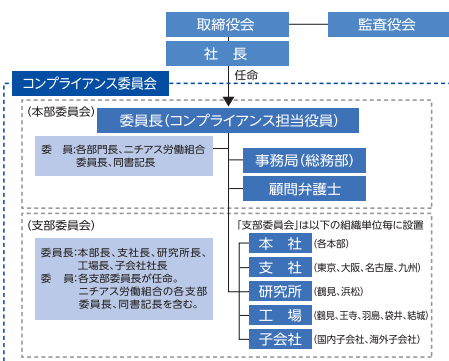 取締役会
監査役会
社　長
任命
コンプライアンス委員会
(本部委員会)
委員長(コンプライアンス担当役員)
委　員:各部門長、ニチアス労働組合
委員長、同書記長
事務局(総務部)
顧問弁護士
(支部委員会)
「支部委員会」は以下の組織単位毎に設置
委員長:本部長、支社長、研究所長、
工場長、子会社社長
委　員:各支部委員長が任命。
ニチアス労働組合の各支部
委員長、同書記長を含む。
本　社 (各本部)
支　社 (東京、大阪、名古屋、九州)
研究所 (鶴見、浜松)
工　場 (鶴見、王寺、羽島、袋井、結城)
子会社 (国内子会社、海外子会社)